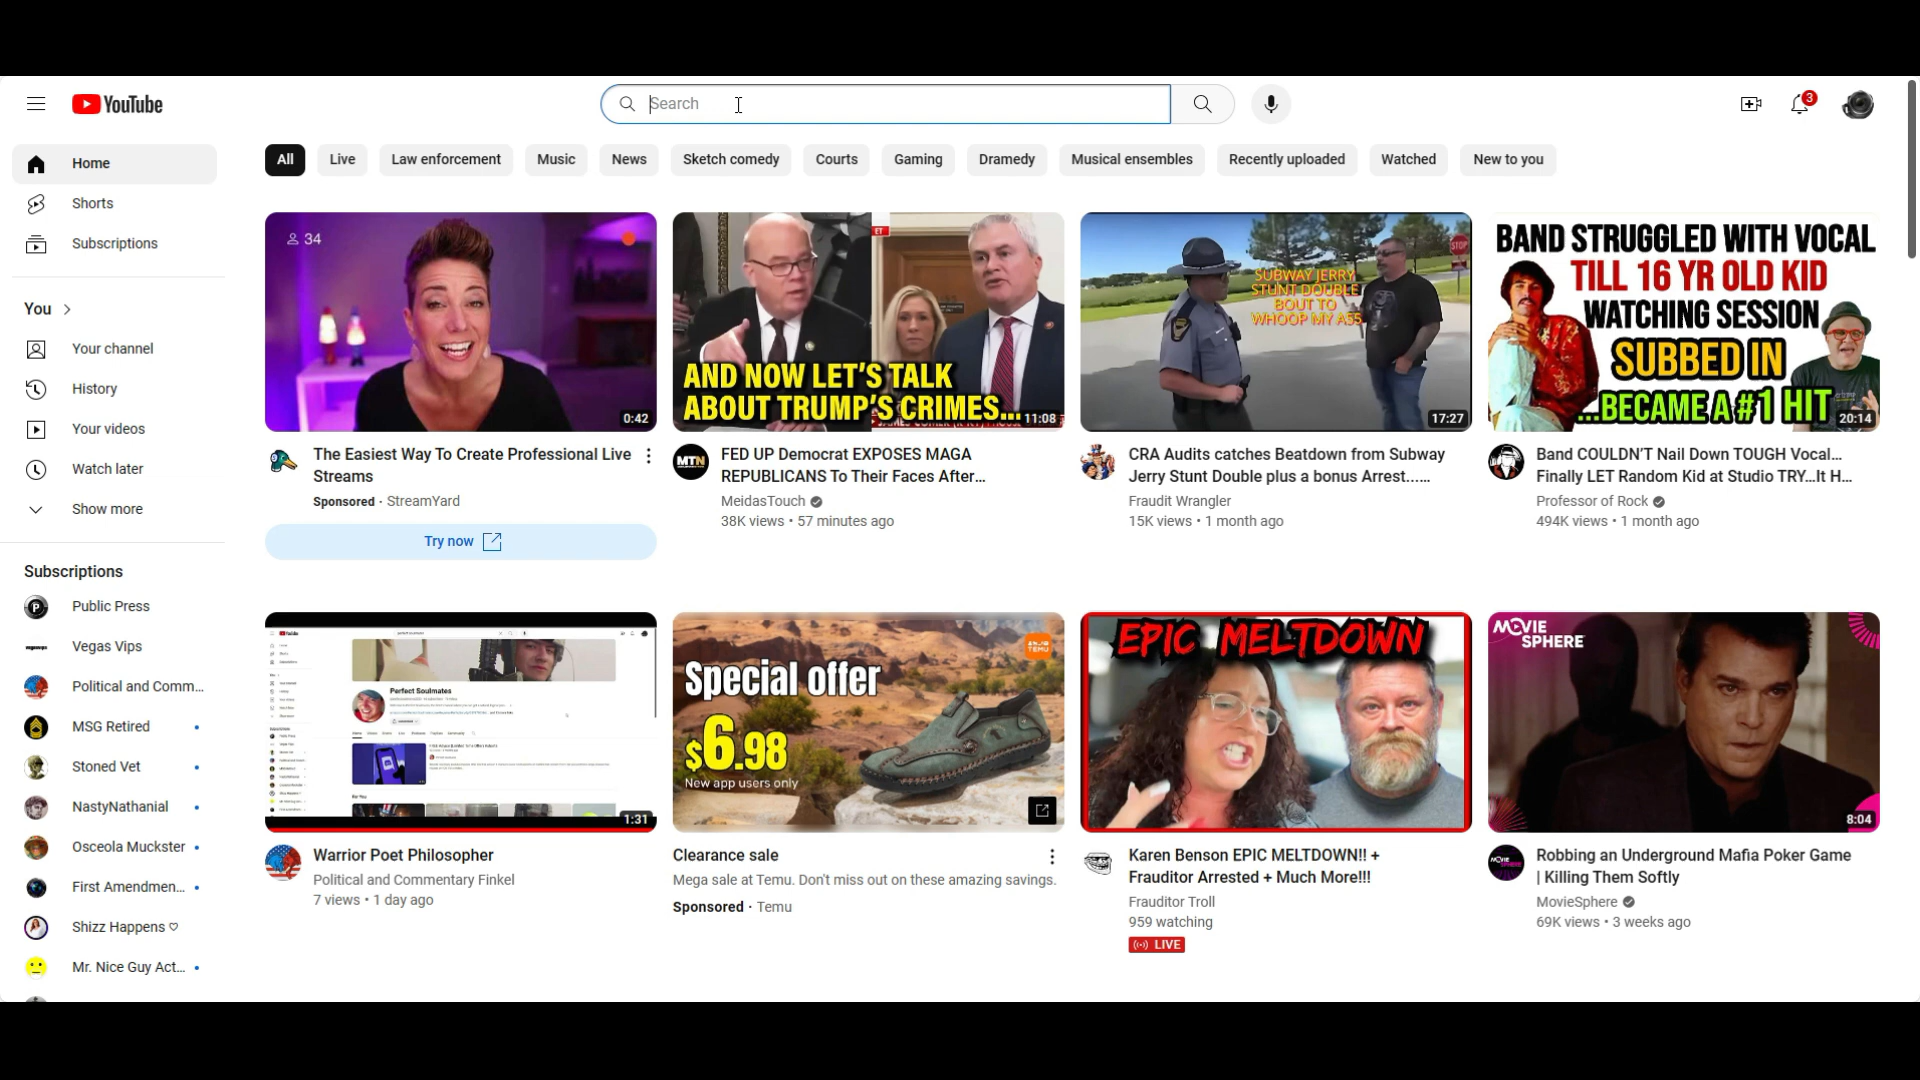 YouTube
Search
3
Home
Shorts
Subscriptions
You
Your channel
History
Your videos
Watch later
Show more
Subscriptions
Public Press
Vegas Vips
Political and Comm...
MSG Retired
Stoned Vet
NastyNathanial
Osceola Muckster
First Amendmen...
Shizz Happens ♡
Mr. Nice Guy Act...
All
Live
Law enforcement
Music
News
Sketch comedy
Courts
Gaming
Dramedy
Musical ensembles
Recently uploaded
Watched
New to you
34
0:42
The Easiest Way To Create Professional Live
Streams
Sponsored · StreamYard
Try now
ET
AND NOW LET'S TALK
ABOUT TRUMP'S CRIMES...
11:08
MTN
FED UP Democrat EXPOSES MAGA
REPUBLICANS To Their Faces After...
MeidasTouch
38K views • 57 minutes ago
STOP
SUBWAY JERRY
STUNT DOUBLE
BOUT TO
WHOOP MY ASS
17:27
CRA Audits catches Beatdown from Subway
Jerry Stunt Double plus a bonus Arrest......
Fraudit Wrangler
15K views • 1 month ago
BAND STRUGGLED WITH VOCAL
TILL 16 YR OLD KID
WATCHING SESSION
SUBBED IN
...BECAME A #1 HIT
20:14
Band COULDN'T Nail Down TOUGH Vocal...
Finally LET Random Kid at Studio TRY...It H...
Professor of Rock
494K views • 1 month ago
Perfect Soulmates
1:31
Warrior Poet Philosopher
Political and Commentary Finkel
7 views • 1 day ago
TEMU
Special offer
$6.98
New app users only
Clearance sale
Mega sale at Temu. Don't miss out on these amazing savings.
Sponsored · Temu
EPIC MELTDOWN
Karen Benson EPIC MELTDOWN!! +
Frauditor Arrested + Much More!!!
Frauditor Troll
959 watching
LIVE
MOVIE
SPHERE
8:04
Robbing an Underground Mafia Poker Game
| Killing Them Softly
MovieSphere
69K views • 3 weeks ago